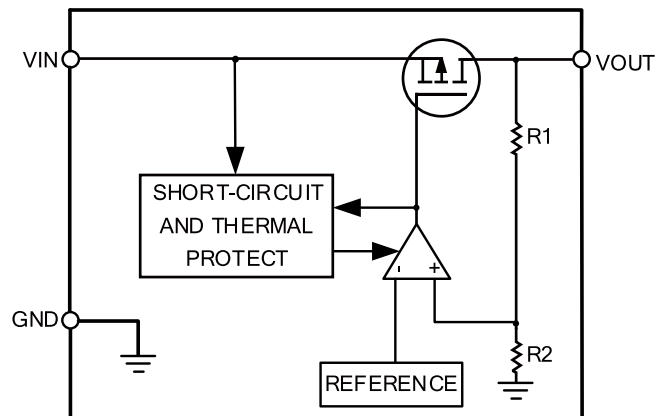 VIN
VOUT
R1
SHORT-CIRCUIT
AND THERMAL
PROTECT
- +
GND
R2
REFERENCE